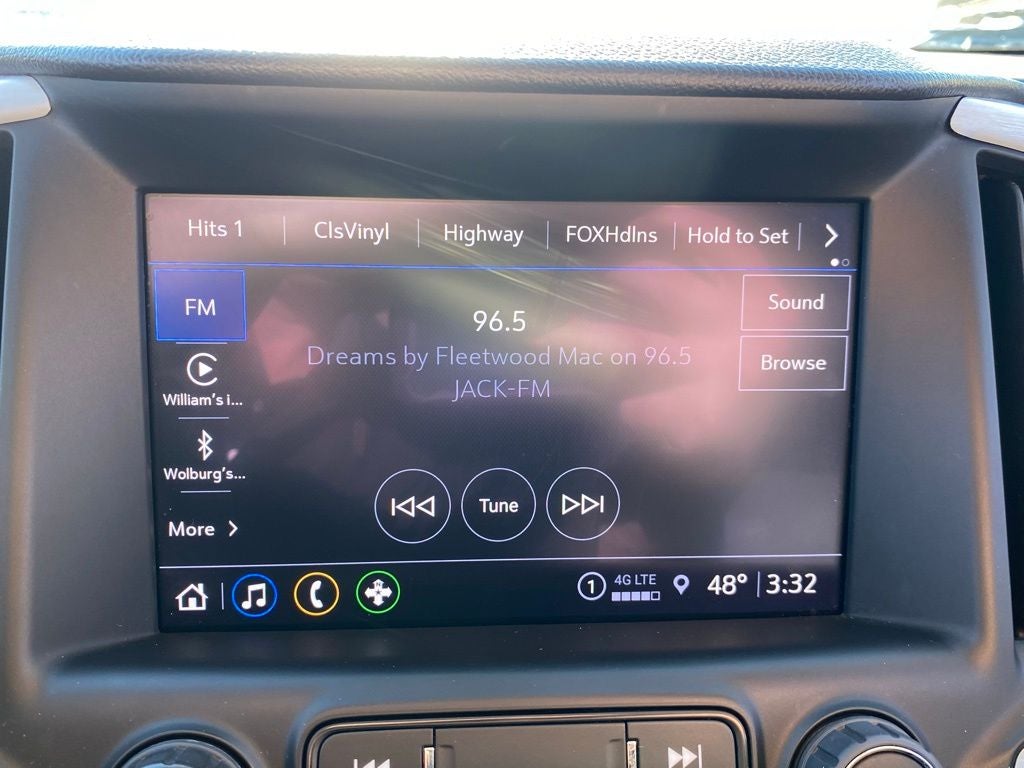 Hits 1 ClsVinyl Highway FOXHdlns Hold to Set
FM
96.5
Sound
Dreams by Fleetwood Mac on 96.5
JACK-FM
Browse
William's i...
Wolburg's...
More
Tune
1 4G LTE 48° 3:32